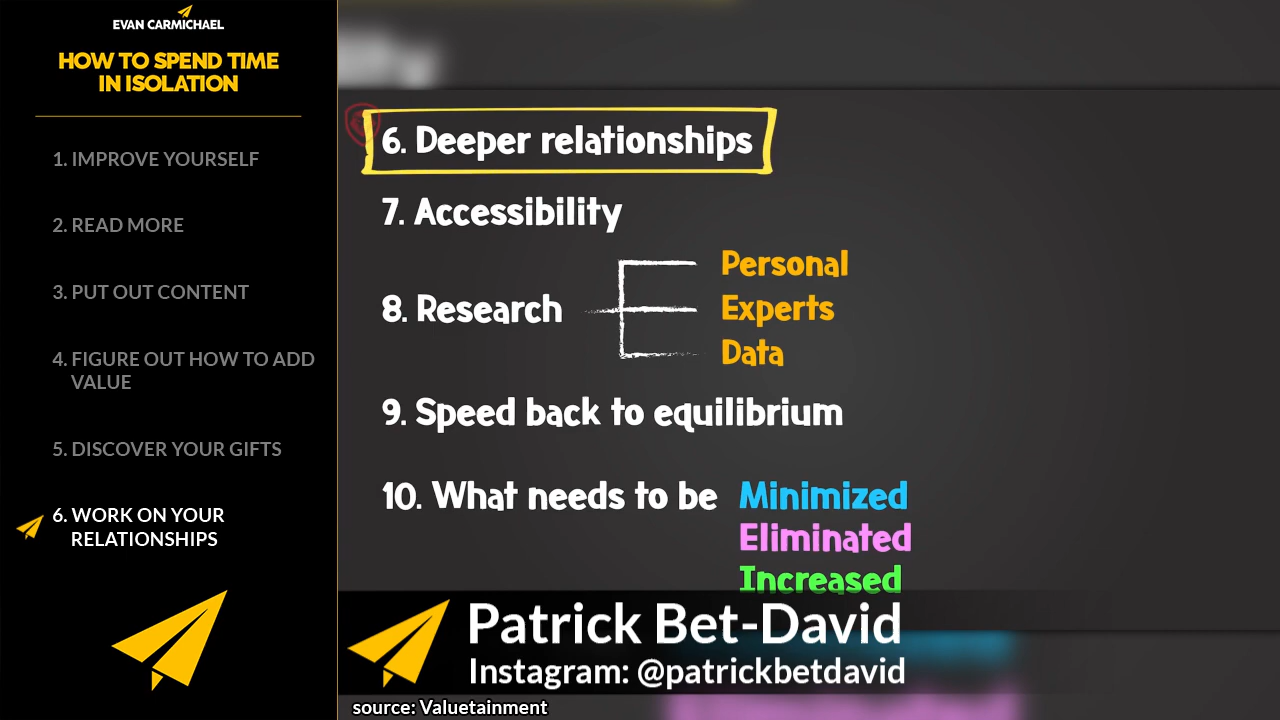 EVAN CARMICHAEL
HOW TO SPEND TIME
IN ISOLATION
1. IMPROVE YOURSELF
2. READ MORE
3. PUT OUT CONTENT
4. FIGURE OUT HOW TO ADD
VALUE
5. DISCOVER YOUR GIFTS
6. WORK ON YOUR
RELATIONSHIPS
6. Deeper relationships
7. Accessibility
8. Research
Personal
Experts
Data
9. Speed back to equilibrium
10. What needs to be Minimized
Eliminated
Increased
Patrick Bet-David
Instagram: @patrickbetdavid
source: Valuetainment